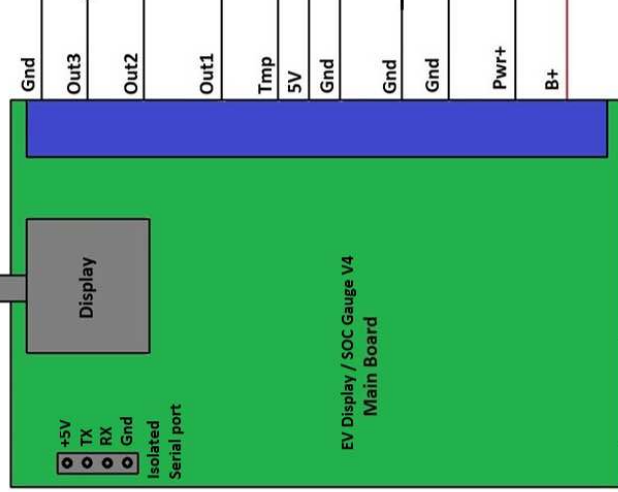 Gnd
Out3
Out2
Out1
Tmp
5V
Gnd
Gnd
Gnd
Pwr+
B+
Display
EV Display / SOC Gauge V4
Main Board
+5V
TX
RX
Gnd
Isolated
Serial port